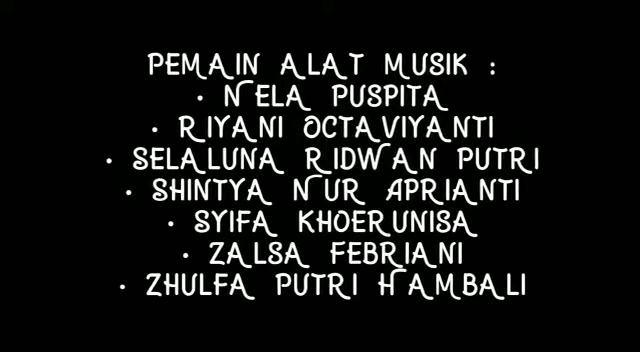 PEMAIN ALAT MUSIK :
• NELA PUSPITA
• RIYANI OCTAVIYANTI
• SELALUNA RIDWAN PUTRI
• SHINTYA NUR APRIANTI
• SYIFA KHOERUNISA
• ZALSA FEBRIANI
• ZHULFA PUTRI HAMBALI